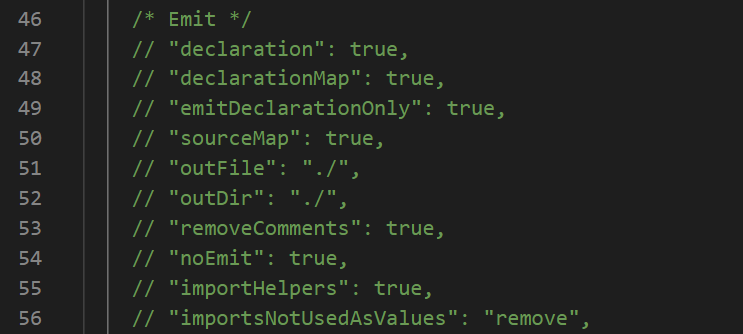 46 /* Emit */
47 // "declaration": true,
48 // "declarationMap": true,
49 // "emitDeclarationOnly": true,
50 // "sourceMap": true,
51 // "outFile": "./",
52 // "outDir": "./",
53 // "removeComments": true,
54 // "noEmit": true,
55 // "importHelpers": true,
56 // "importsNotUsedAsValues": "remove",